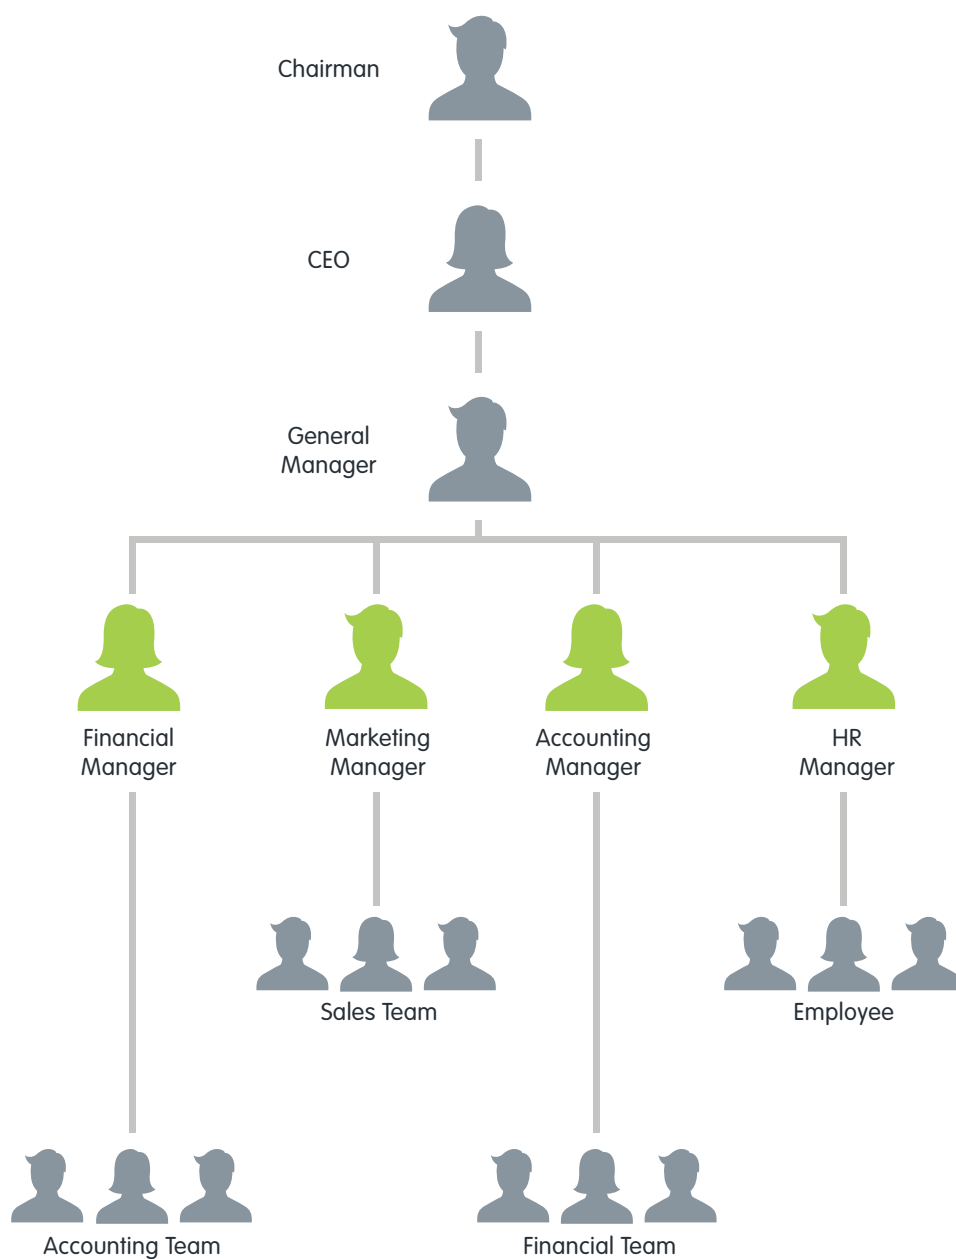 Chairman
CEO
General
Manager
Financial
Manager
Marketing
Manager
Accounting
Manager
HR
Manager
Sales Team
Employee
Accounting Team
Financial Team